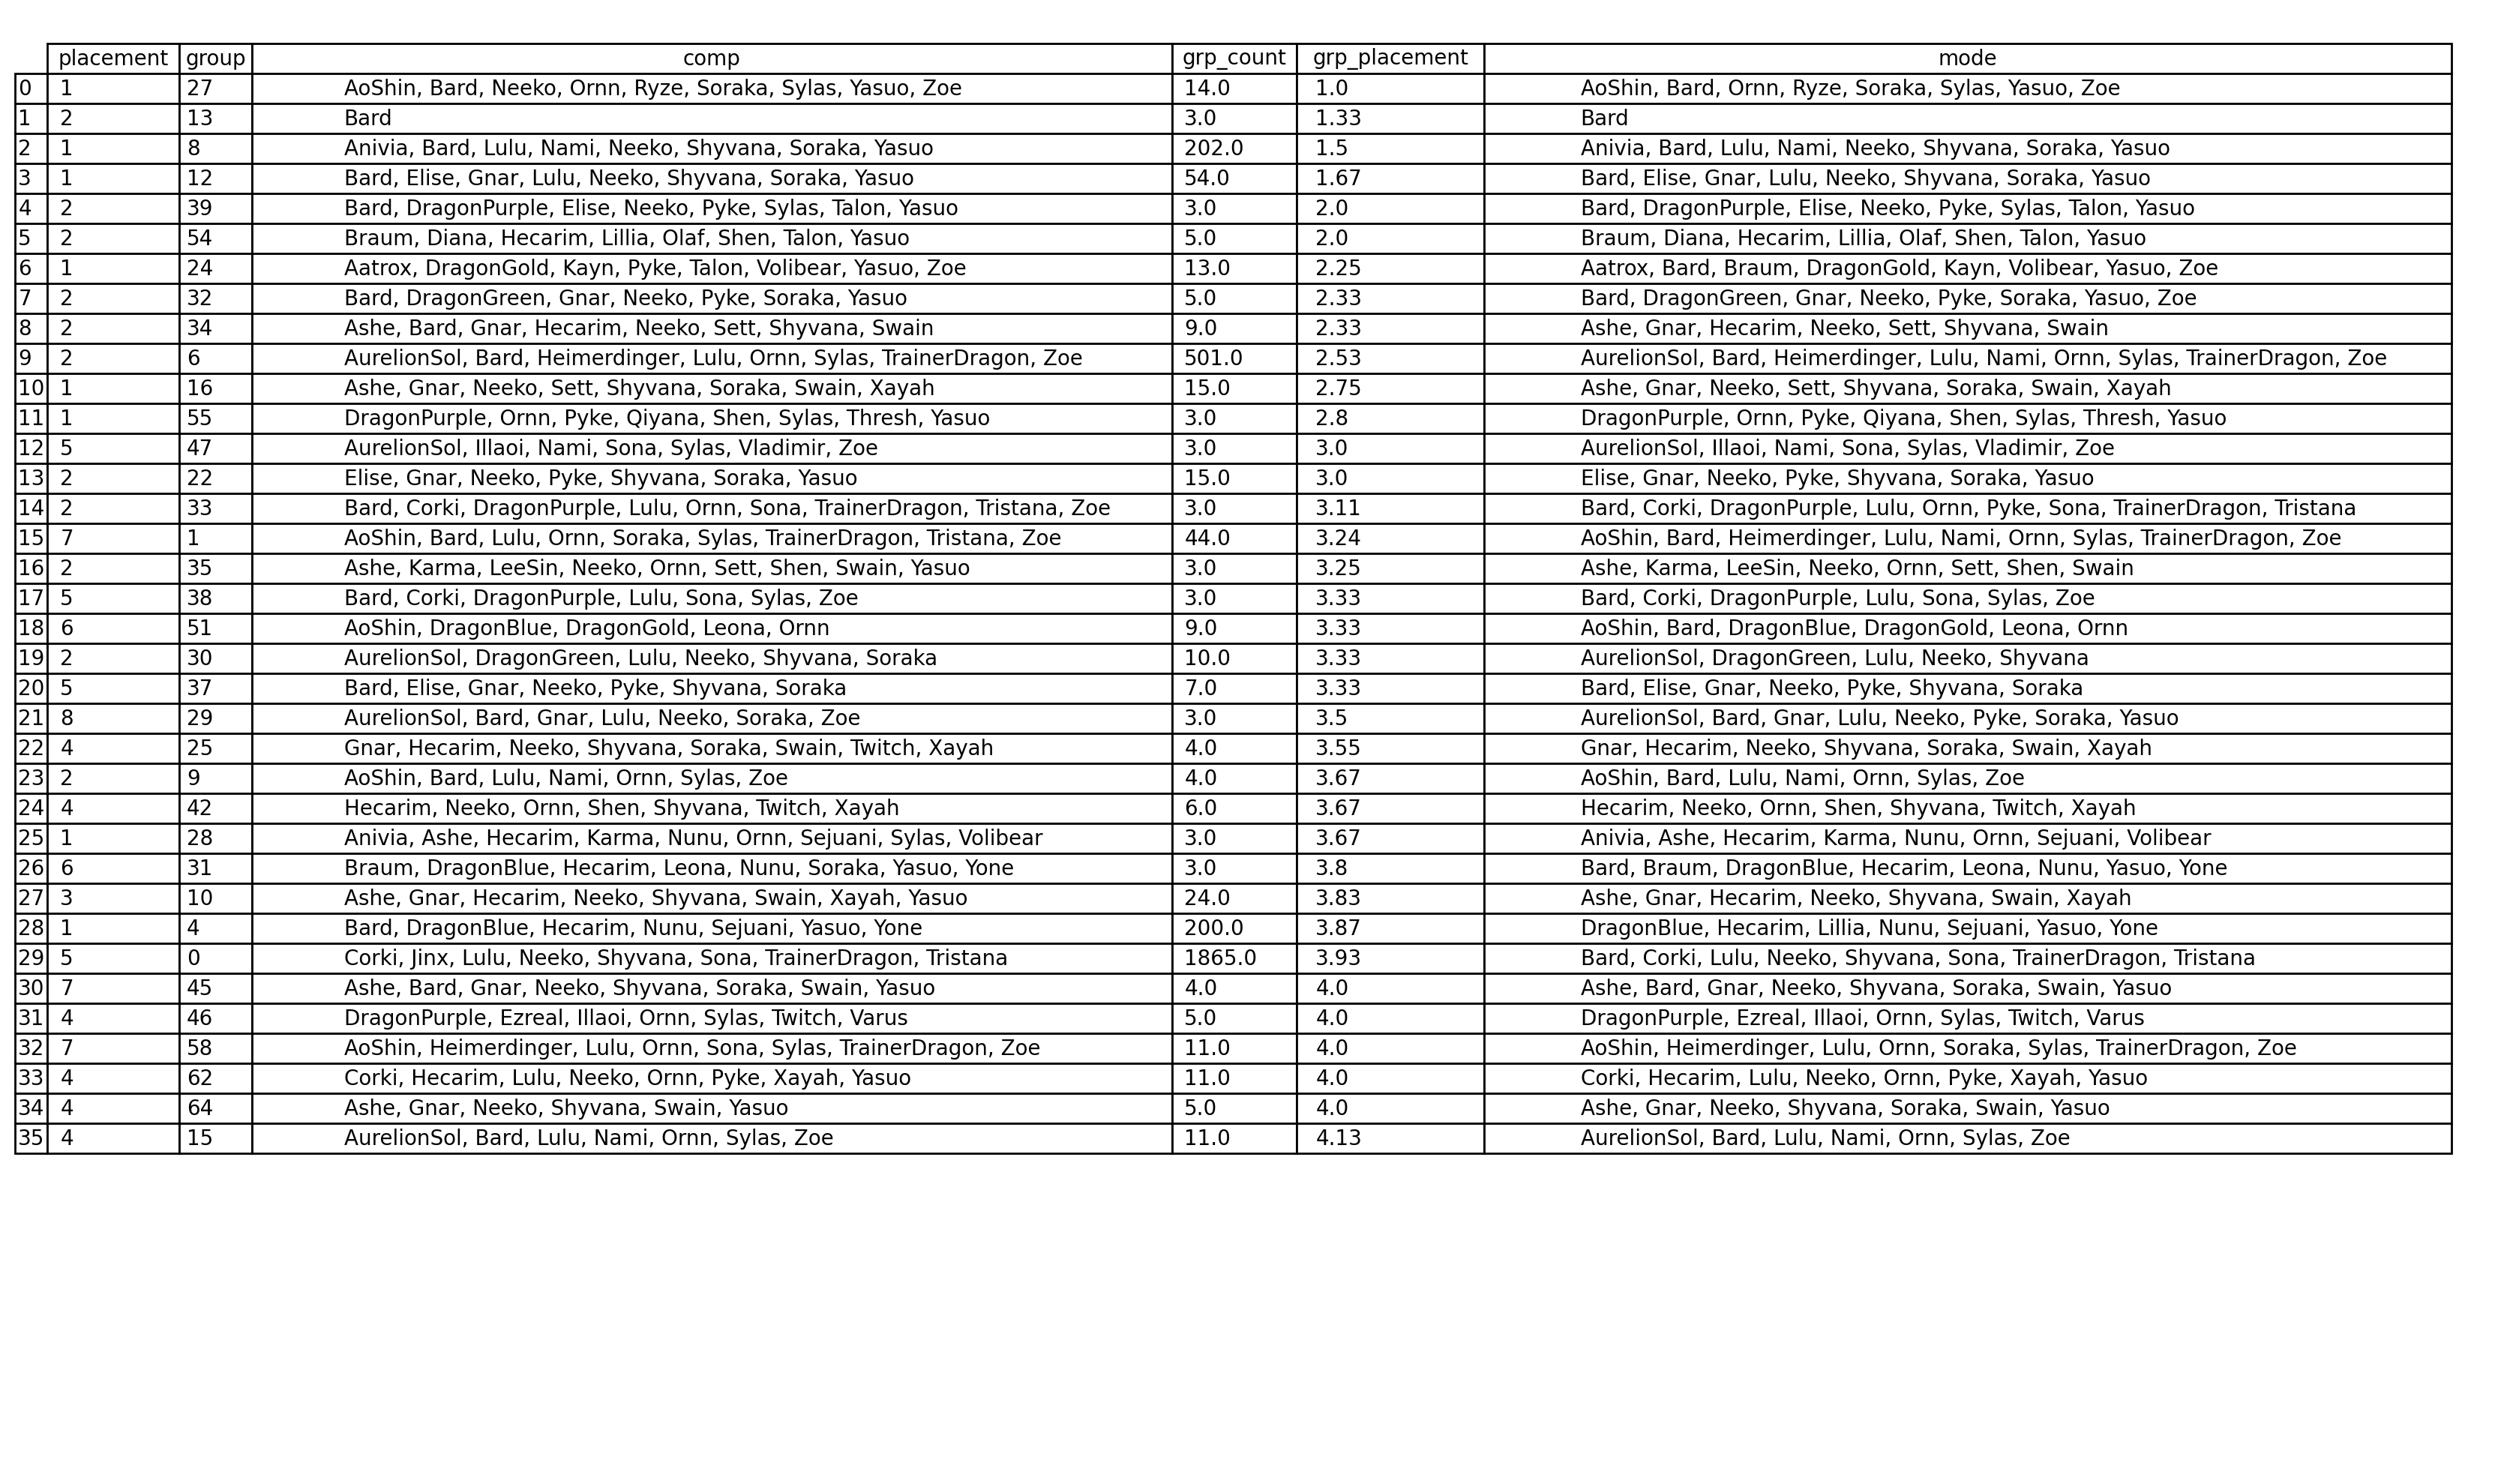 placement group comp grp_count grp_placement mode
0 1 27 AoShin, Bard, Neeko, Ornn, Ryze, Soraka, Sylas, Yasuo, Zoe 14.0 1.0 AoShin, Bard, Ornn, Ryze, Soraka, Sylas, Yasuo, Zoe
1 2 13 Bard 3.0 1.33 Bard
2 1 8 Anivia, Bard, Lulu, Nami, Neeko, Shyvana, Soraka, Yasuo 202.0 1.5 Anivia, Bard, Lulu, Nami, Neeko, Shyvana, Soraka, Yasuo
3 1 12 Bard, Elise, Gnar, Lulu, Neeko, Shyvana, Soraka, Yasuo 54.0 1.67 Bard, Elise, Gnar, Lulu, Neeko, Shyvana, Soraka, Yasuo
4 2 39 Bard, DragonPurple, Elise, Neeko, Pyke, Sylas, Talon, Yasuo 3.0 2.0 Bard, DragonPurple, Elise, Neeko, Pyke, Sylas, Talon, Yasuo
5 2 54 Braum, Diana, Hecarim, Lillia, Olaf, Shen, Talon, Yasuo 5.0 2.0 Braum, Diana, Hecarim, Lillia, Olaf, Shen, Talon, Yasuo
6 1 24 Aatrox, DragonGold, Kayn, Pyke, Talon, Volibear, Yasuo, Zoe 13.0 2.25 Aatrox, Bard, Braum, DragonGold, Kayn, Volibear, Yasuo, Zoe
7 2 32 Bard, DragonGreen, Gnar, Neeko, Pyke, Soraka, Yasuo 5.0 2.33 Bard, DragonGreen, Gnar, Neeko, Pyke, Soraka, Yasuo, Zoe
8 2 34 Ashe, Bard, Gnar, Hecarim, Neeko, Sett, Shyvana, Swain 9.0 2.33 Ashe, Gnar, Hecarim, Neeko, Sett, Shyvana, Swain
9 2 6 AurelionSol, Bard, Heimerdinger, Lulu, Ornn, Sylas, TrainerDragon, Zoe 501.0 2.53 AurelionSol, Bard, Heimerdinger, Lulu, Nami, Ornn, Sylas, TrainerDragon, Zoe
10 1 16 Ashe, Gnar, Neeko, Sett, Shyvana, Soraka, Swain, Xayah 15.0 2.75 Ashe, Gnar, Neeko, Sett, Shyvana, Soraka, Swain, Xayah
11 1 55 DragonPurple, Ornn, Pyke, Qiyana, Shen, Sylas, Thresh, Yasuo 3.0 2.8 DragonPurple, Ornn, Pyke, Qiyana, Shen, Sylas, Thresh, Yasuo
12 5 47 AurelionSol, Illaoi, Nami, Sona, Sylas, Vladimir, Zoe 3.0 3.0 AurelionSol, Illaoi, Nami, Sona, Sylas, Vladimir, Zoe
13 2 22 Elise, Gnar, Neeko, Pyke, Shyvana, Soraka, Yasuo 15.0 3.0 Elise, Gnar, Neeko, Pyke, Shyvana, Soraka, Yasuo
14 2 33 Bard, Corki, DragonPurple, Lulu, Ornn, Sona, TrainerDragon, Tristana, Zoe 3.0 3.11 Bard, Corki, DragonPurple, Lulu, Ornn, Pyke, Sona, TrainerDragon, Tristana
15 7 1 AoShin, Bard, Lulu, Ornn, Soraka, Sylas, TrainerDragon, Tristana, Zoe 44.0 3.24 AoShin, Bard, Heimerdinger, Lulu, Nami, Ornn, Sylas, TrainerDragon, Zoe
16 2 35 Ashe, Karma, LeeSin, Neeko, Ornn, Sett, Shen, Swain, Yasuo 3.0 3.25 Ashe, Karma, LeeSin, Neeko, Ornn, Sett, Shen, Swain
17 5 38 Bard, Corki, DragonPurple, Lulu, Sona, Sylas, Zoe 3.0 3.33 Bard, Corki, DragonPurple, Lulu, Sona, Sylas, Zoe
18 6 51 AoShin, DragonBlue, DragonGold, Leona, Ornn 9.0 3.33 AoShin, Bard, DragonBlue, DragonGold, Leona, Ornn
19 2 30 AurelionSol, DragonGreen, Lulu, Neeko, Shyvana, Soraka 10.0 3.33 AurelionSol, DragonGreen, Lulu, Neeko, Shyvana
20 5 37 Bard, Elise, Gnar, Neeko, Pyke, Shyvana, Soraka 7.0 3.33 Bard, Elise, Gnar, Neeko, Pyke, Shyvana, Soraka
21 8 29 AurelionSol, Bard, Gnar, Lulu, Neeko, Soraka, Zoe 3.0 3.5 AurelionSol, Bard, Gnar, Lulu, Neeko, Pyke, Soraka, Yasuo
22 4 25 Gnar, Hecarim, Neeko, Shyvana, Soraka, Swain, Twitch, Xayah 4.0 3.55 Gnar, Hecarim, Neeko, Shyvana, Soraka, Swain, Xayah
23 2 9 AoShin, Bard, Lulu, Nami, Ornn, Sylas, Zoe 4.0 3.67 AoShin, Bard, Lulu, Nami, Ornn, Sylas, Zoe
24 4 42 Hecarim, Neeko, Ornn, Shen, Shyvana, Twitch, Xayah 6.0 3.67 Hecarim, Neeko, Ornn, Shen, Shyvana, Twitch, Xayah
25 1 28 Anivia, Ashe, Hecarim, Karma, Nunu, Ornn, Sejuani, Sylas, Volibear 3.0 3.67 Anivia, Ashe, Hecarim, Karma, Nunu, Ornn, Sejuani, Volibear
26 6 31 Braum, DragonBlue, Hecarim, Leona, Nunu, Soraka, Yasuo, Yone 3.0 3.8 Bard, Braum, DragonBlue, Hecarim, Leona, Nunu, Yasuo, Yone
27 3 10 Ashe, Gnar, Hecarim, Neeko, Shyvana, Swain, Xayah, Yasuo 24.0 3.83 Ashe, Gnar, Hecarim, Neeko, Shyvana, Swain, Xayah
28 1 4 Bard, DragonBlue, Hecarim, Nunu, Sejuani, Yasuo, Yone 200.0 3.87 DragonBlue, Hecarim, Lillia, Nunu, Sejuani, Yasuo, Yone
29 5 0 Corki, Jinx, Lulu, Neeko, Shyvana, Sona, TrainerDragon, Tristana 1865.0 3.93 Bard, Corki, Lulu, Neeko, Shyvana, Sona, TrainerDragon, Tristana
30 7 45 Ashe, Bard, Gnar, Neeko, Shyvana, Soraka, Swain, Yasuo 4.0 4.0 Ashe, Bard, Gnar, Neeko, Shyvana, Soraka, Swain, Yasuo
31 4 46 DragonPurple, Ezreal, Illaoi, Ornn, Sylas, Twitch, Varus 5.0 4.0 DragonPurple, Ezreal, Illaoi, Ornn, Sylas, Twitch, Varus
32 7 58 AoShin, Heimerdinger, Lulu, Ornn, Sona, Sylas, TrainerDragon, Zoe 11.0 4.0 AoShin, Heimerdinger, Lulu, Ornn, Soraka, Sylas, TrainerDragon, Zoe
33 4 62 Corki, Hecarim, Lulu, Neeko, Ornn, Pyke, Xayah, Yasuo 11.0 4.0 Corki, Hecarim, Lulu, Neeko, Ornn, Pyke, Xayah, Yasuo
34 4 64 Ashe, Gnar, Neeko, Shyvana, Swain, Yasuo 5.0 4.0 Ashe, Gnar, Neeko, Shyvana, Soraka, Swain, Yasuo
35 4 15 AurelionSol, Bard, Lulu, Nami, Ornn, Sylas, Zoe 11.0 4.13 AurelionSol, Bard, Lulu, Nami, Ornn, Sylas, Zoe